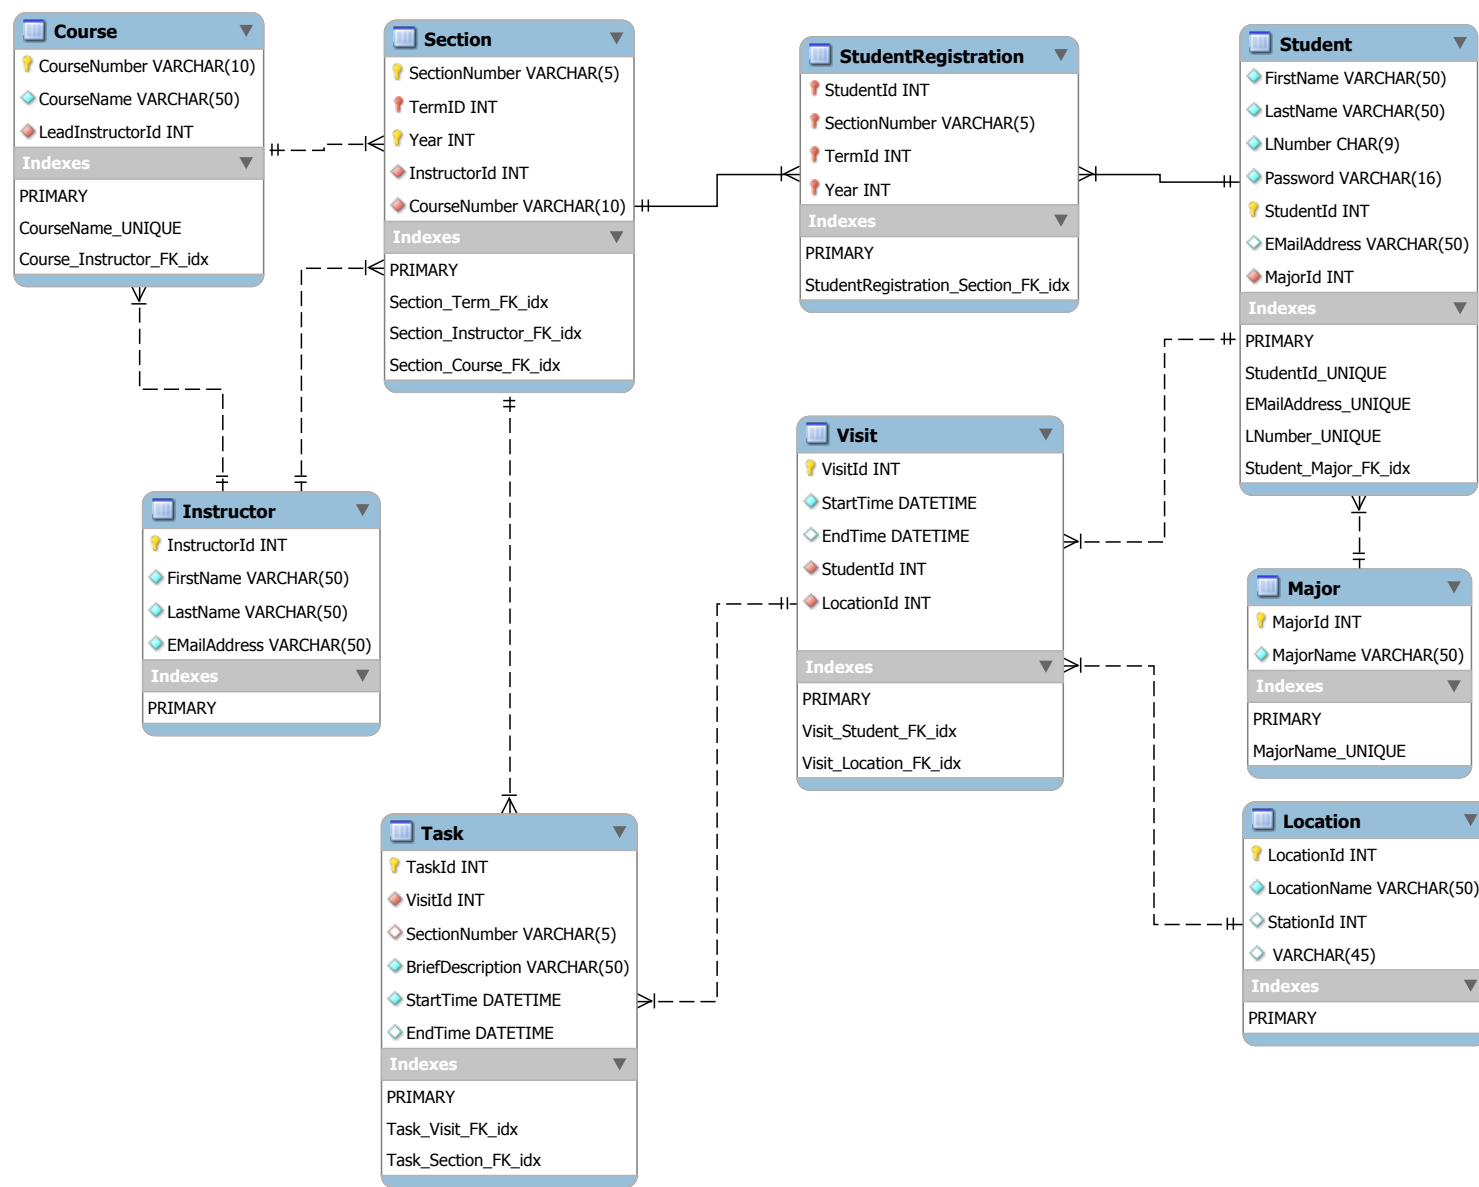 Course
CourseNumber VARCHAR(10)
CourseName VARCHAR(50)
LeadInstructorId INT
Indexes
PRIMARY
CourseName_UNIQUE
Course_Instructor_FK_idx
Section
SectionNumber VARCHAR(5)
TermID INT
Year INT
InstructorId INT
CourseNumber VARCHAR(10)
Indexes
PRIMARY
Section_Term_FK_idx
Section_Instructor_FK_idx
Section_Course_FK_idx
StudentRegistration
StudentId INT
SectionNumber VARCHAR(5)
TermId INT
Year INT
Indexes
PRIMARY
StudentRegistration_Section_FK_idx
Student
FirstName VARCHAR(50)
LastName VARCHAR(50)
LNumber CHAR(9)
Password VARCHAR(16)
StudentId INT
EMailAddress VARCHAR(50)
MajorId INT
Indexes
PRIMARY
StudentId_UNIQUE
EMailAddress_UNIQUE
LNumber_UNIQUE
Student_Major_FK_idx
Instructor
InstructorId INT
FirstName VARCHAR(50)
LastName VARCHAR(50)
EMailAddress VARCHAR(50)
Indexes
PRIMARY
Visit
VisitId INT
StartTime DATETIME
EndTime DATETIME
StudentId INT
LocationId INT
Indexes
PRIMARY
Visit_Student_FK_idx
Visit_Location_FK_idx
Major
MajorId INT
MajorName VARCHAR(50)
Indexes
PRIMARY
MajorName_UNIQUE
Task
TaskId INT
VisitId INT
SectionNumber VARCHAR(5)
BriefDescription VARCHAR(50)
StartTime DATETIME
EndTime DATETIME
Indexes
PRIMARY
Task_Visit_FK_idx
Task_Section_FK_idx
Location
LocationId INT
LocationName VARCHAR(50)
StationId INT
VARCHAR(45)
Indexes
PRIMARY